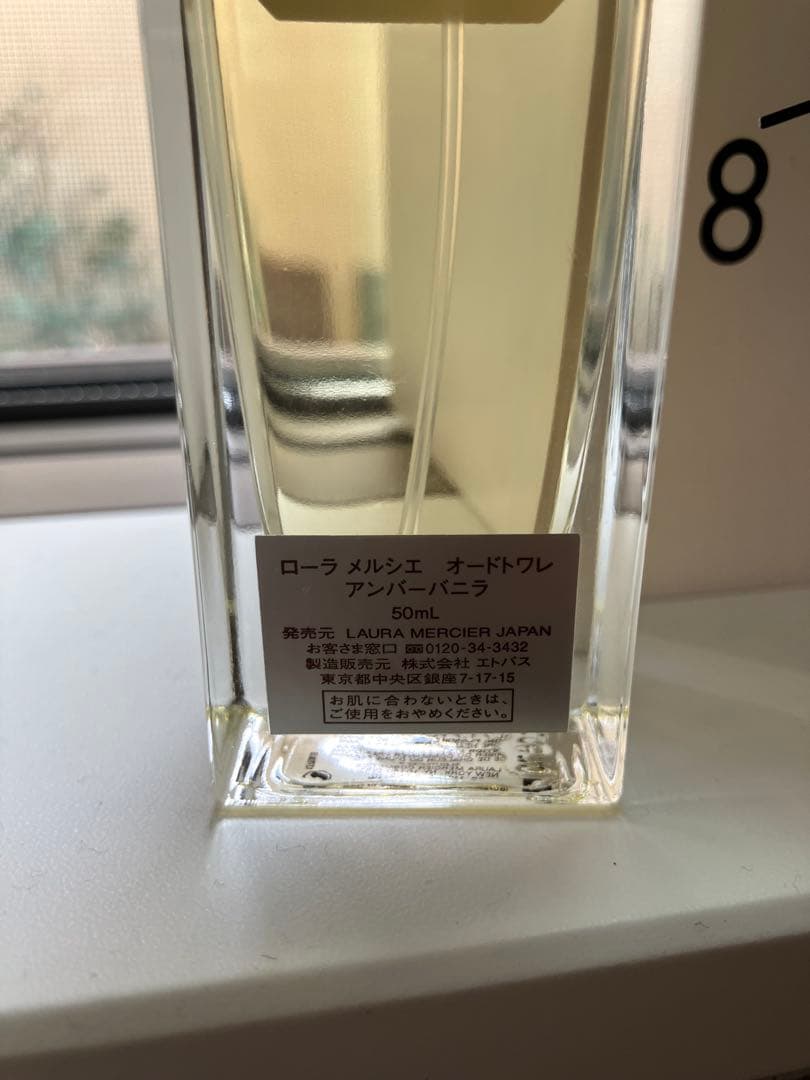 8
ローラ メルシエ オードトワレ
アンバーバニラ
50mL
発売元 LAURA MERCIER JAPAN
お客さま窓口 0120-34-3432
製造販売元 株式会社 エトバス
東京都中央区銀座7-17-15
お肌に合わないときは、
ご使用をおやめください。